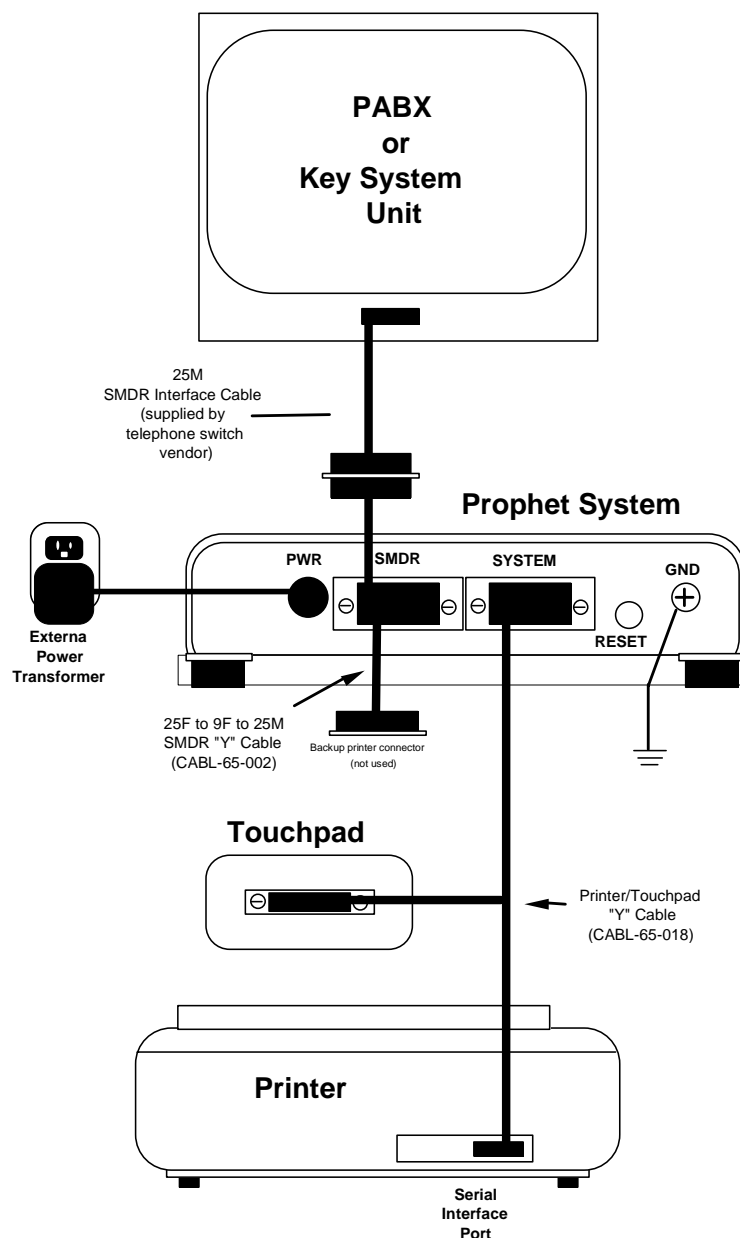 PABX
or
Key System
Unit
25M
SMDR Interface Cable
(supplied by
telephone switch
vendor)
Prophet System
PWR
SMDR
SYSTEM
GND
RESET
Externa
Power
Transformer
25F to 9F to 25M
SMDR "Y" Cable
(CABL-65-002)
Backup printer connector
(not used)
Touchpad
Printer/Touchpad
"Y" Cable
(CABL-65-018)
Printer
Serial
Interface
Port